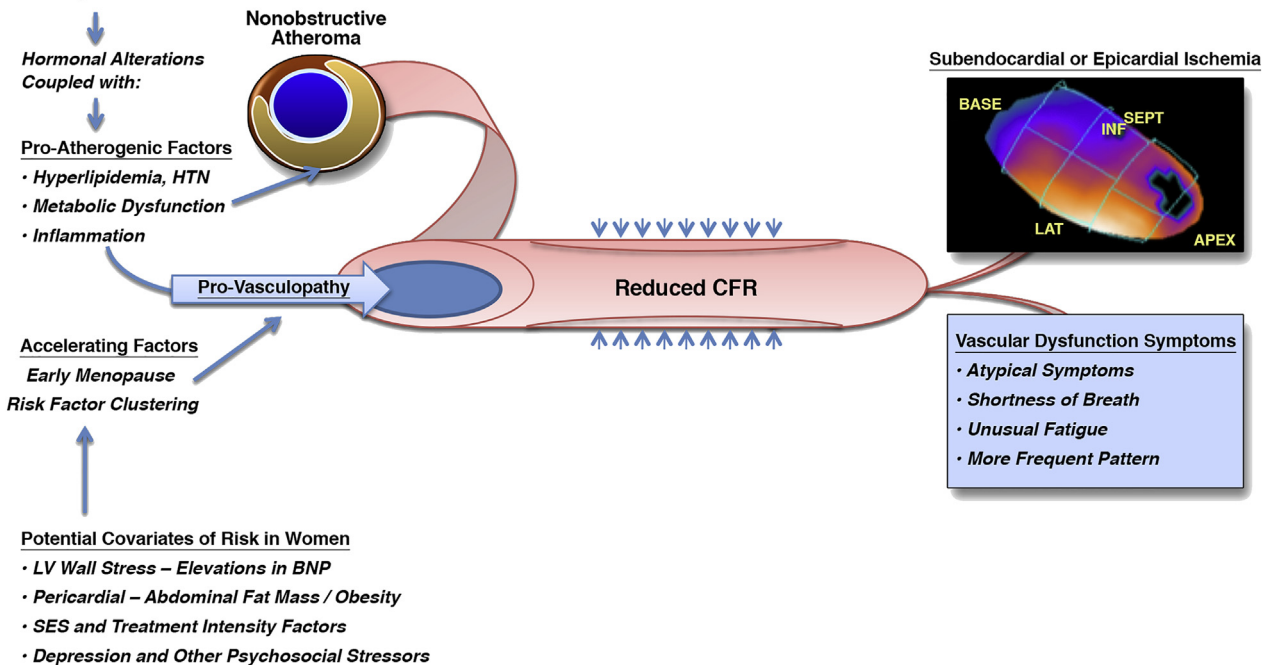 Nonobstructive
Atheroma
Hormonal Alterations
Coupled with:
Pro-Atherogenic Factors
· Hyperlipidemia, HTN
· Metabolic Dysfunction
· Inflammation
Pro-Vasculopathy
Accelerating Factors
Early Menopause
Risk Factor Clustering
Potential Covariates of Risk in Women
· LV Wall Stress – Elevations in BNP
· Pericardial – Abdominal Fat Mass / Obesity
· SES and Treatment Intensity Factors
· Depression and Other Psychosocial Stressors
Reduced CFR
Subendocardial or Epicardial Ischemia
BASE
SEPT
INF
LAT
APEX
Vascular Dysfunction Symptoms
· Atypical Symptoms
· Shortness of Breath
· Unusual Fatigue
· More Frequent Pattern